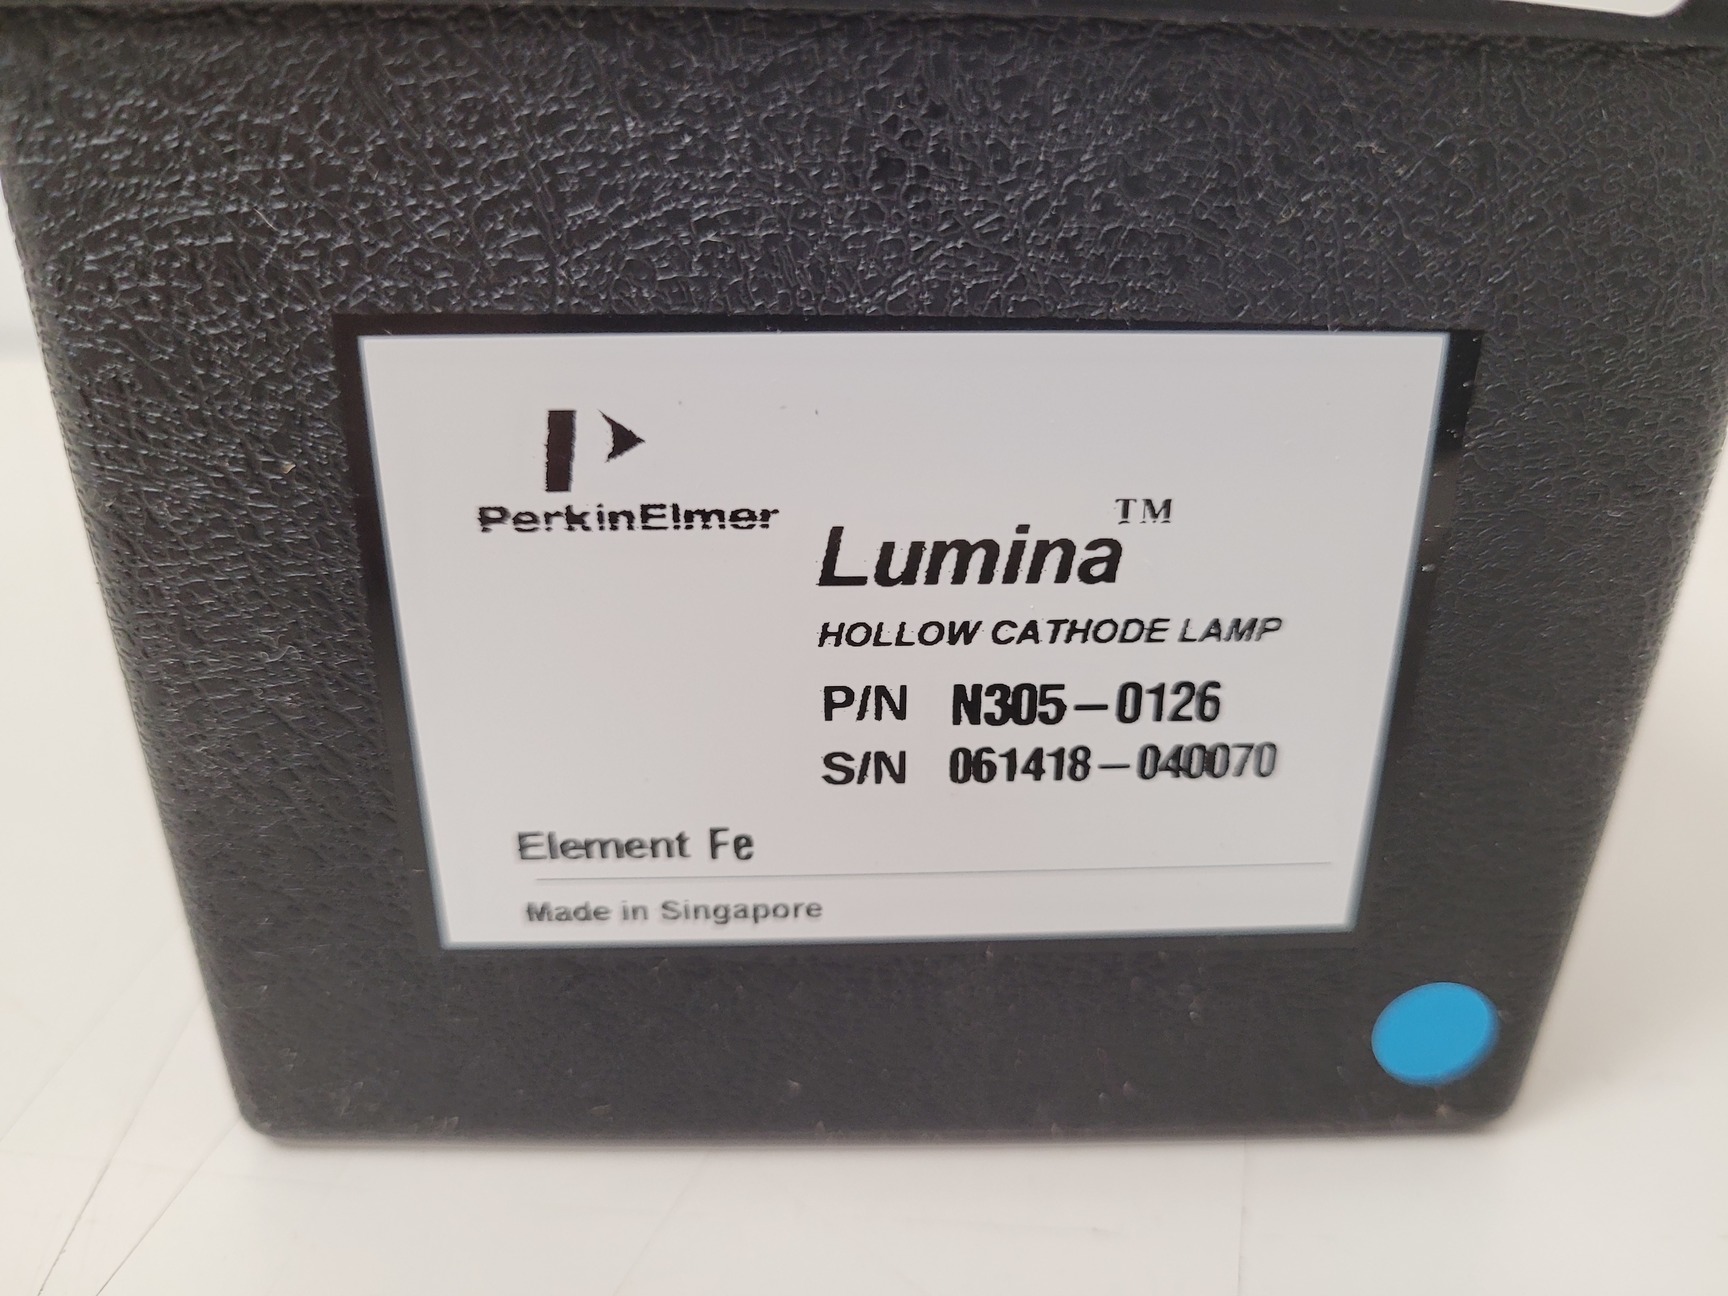 PerkinElmer
Lumina™
HOLLOW CATHODE LAMP
P/N N305-0126
S/N 061418-040070
Element Fe
Made in Singapore